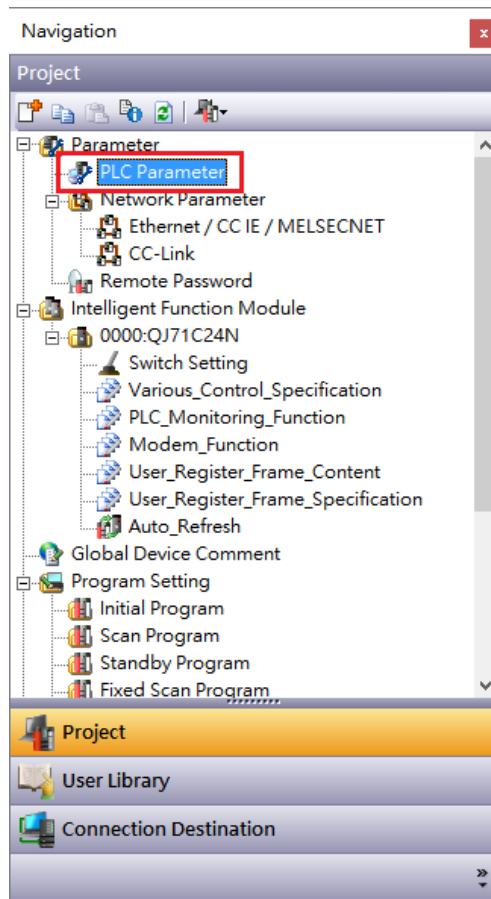 Navigation
x
Project
Parameter
PLC Parameter
Network Parameter
Ethernet / CC IE / MELSECNET
CC-Link
Remote Password
Intelligent Function Module
0000:QJ71C24N
Switch Setting
Various_Control_Specification
PLC_Monitoring_Function
Modem_Function
User_Register_Frame_Content
User_Register_Frame_Specification
Auto_Refresh
Global Device Comment
Program Setting
Initial Program
Scan Program
Standby Program
Fixed Scan Program
Project
User Library
Connection Destination